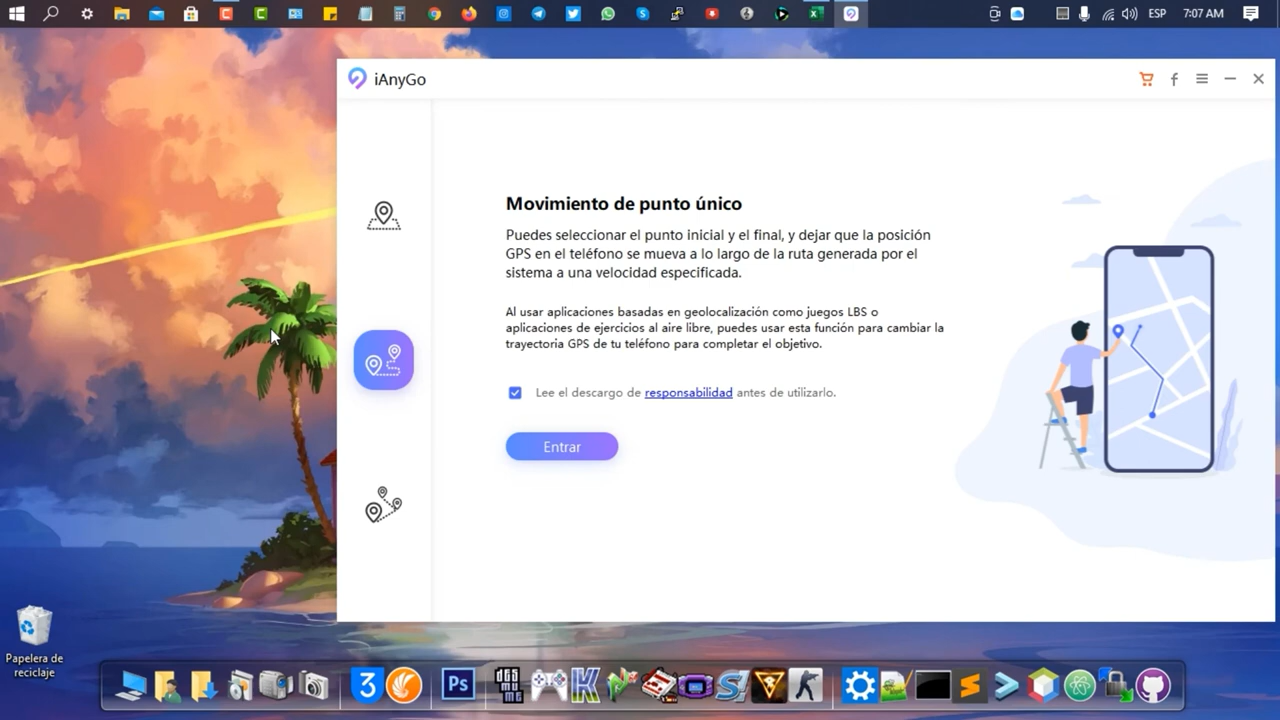 ESP
7:07 AM
iAnyGo
Movimiento de punto único
Puedes seleccionar el punto inicial y el final, y dejar que la posición
GPS en el teléfono se mueva a lo largo de la ruta generada por el
sistema a una velocidad especificada.
Al usar aplicaciones basadas en geolocalización como juegos LBS o
aplicaciones de ejercicios al aire libre, puedes usar esta función para cambiar la
trayectoria GPS de tu teléfono para completar el objetivo.
Lee el descargo de responsabilidad antes de utilizarlo.
Entrar
Papelera de
reciclaje
3
Ps